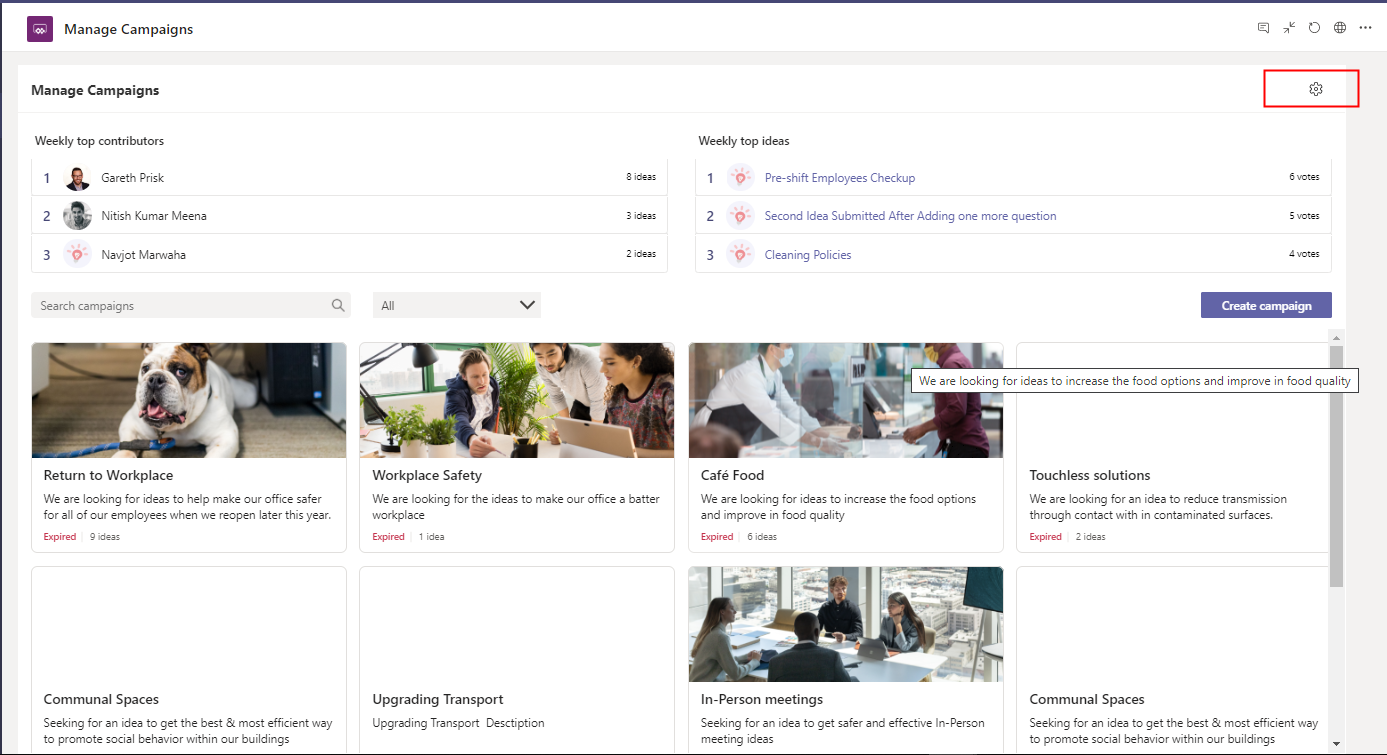 Manage Campaigns
Manage Campaigns
Weekly top contributors
1 Gareth Prisk 8 ideas
2 Nitish Kumar Meena 3 ideas
3 Navjot Marwaha 2 ideas
Weekly top ideas
1 Pre-shift Employees Checkup 6 votes
2 Second Idea Submitted After Adding one more question 5 votes
3 Cleaning Policies 4 votes
Search campaigns
All
Create campaign
We are looking for ideas to increase the food options and improve in food quality
Return to Workplace
We are looking for ideas to help make our office safer
for all of our employees when we reopen later this year.
Expired 9 ideas
Workplace Safety
We are looking for the ideas to make our office a batter
workplace
Expired 1 idea
Café Food
We are looking for ideas to increase the food options
and improve in food quality
Expired 6 ideas
Touchless solutions
We are looking for an idea to reduce transmission
through contact with in contaminated surfaces.
Expired 2 ideas
Communal Spaces
Seeking for an idea to get the best & most efficient way
to promote social behavior within our buildings
Upgrading Transport
Upgrading Transport Desctiption
In-Person meetings
Seeking for an idea to get safer and effective In-Person
meeting ideas
Communal Spaces
Seeking for an idea to get the best & most efficient way
to promote social behavior within our buildings